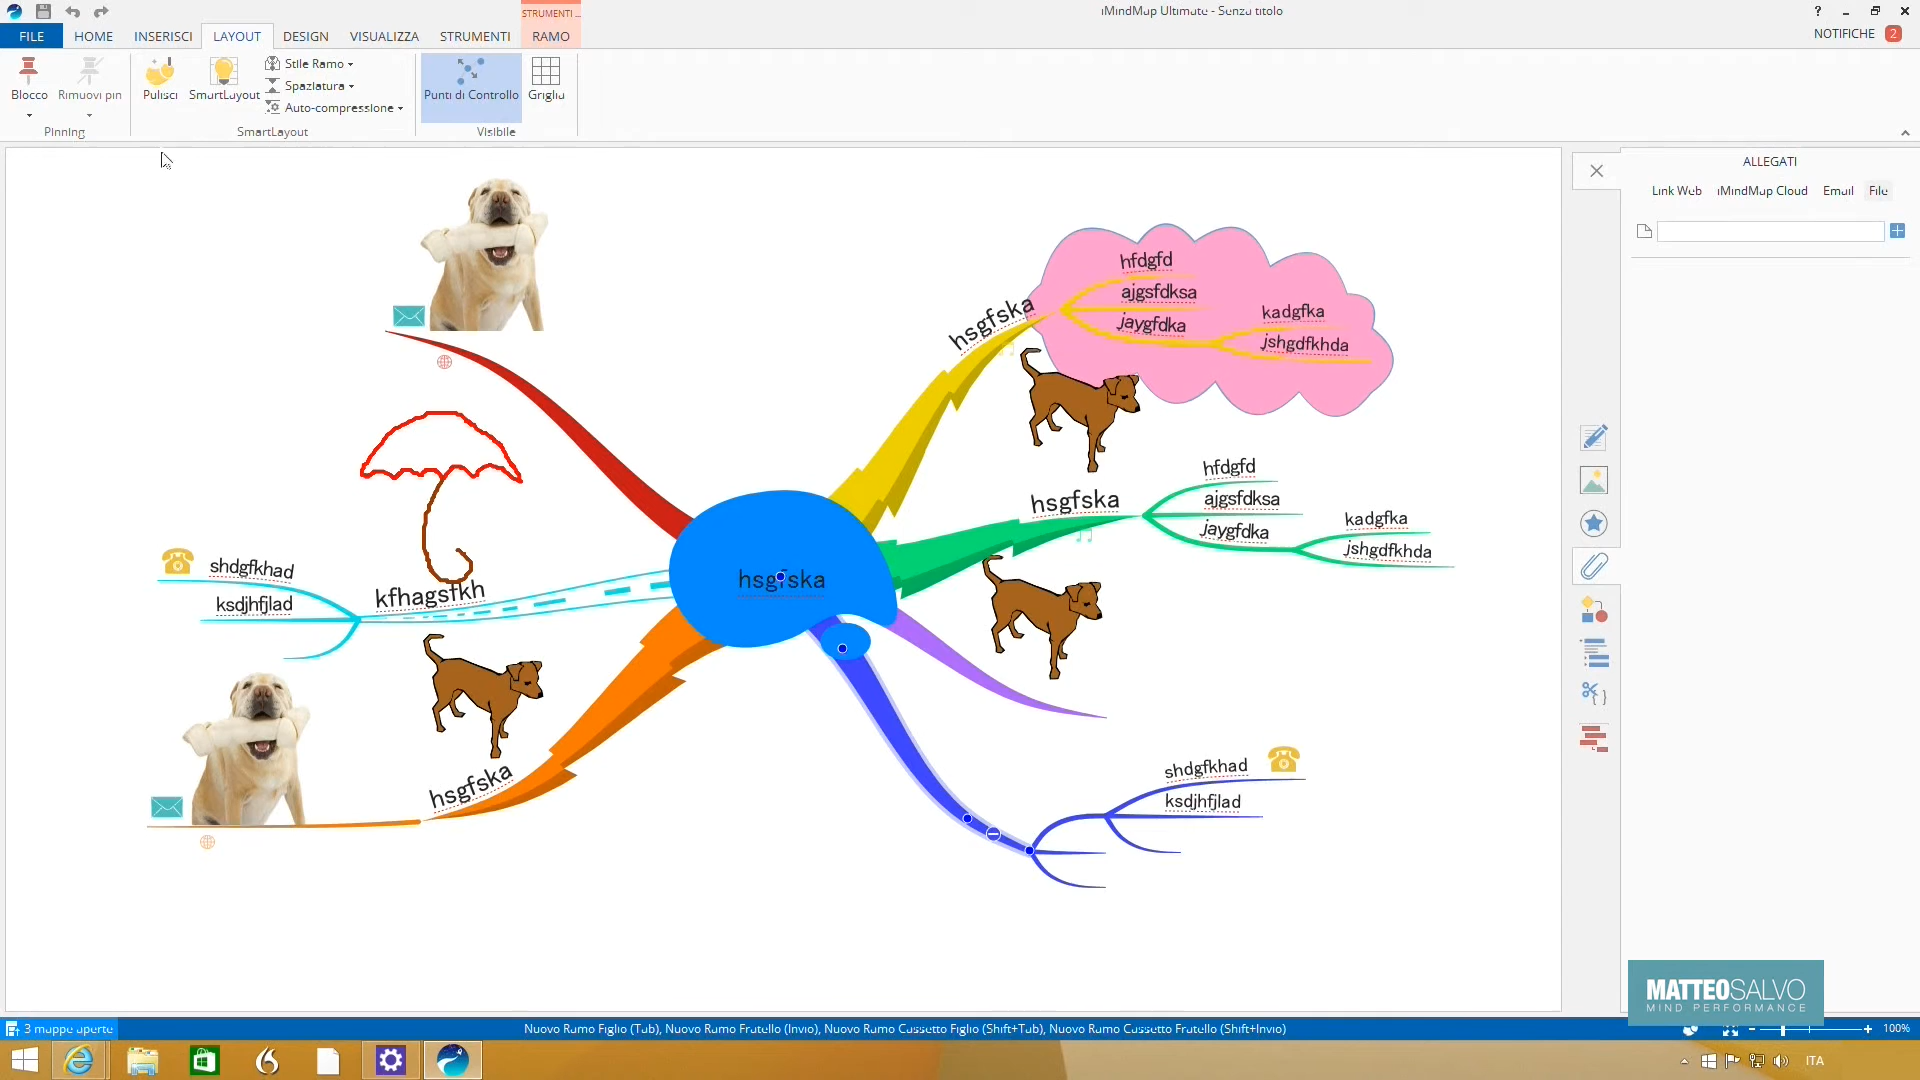 STRUMENTI ...
iMindMap Ultimate - Senza titolo
?
FILE HOME INSERISCI LAYOUT DESIGN VISUALIZZA STRUMENTI RAMO
NOTIFICHE 2
Blocco
Rimuovi pin
Pulisci
SmartLayout
Stile Ramo
Spaziatura
Auto-compressione
Punti di Controllo
Griglia
Pinning
SmartLayout
Visibile
ALLEGATI
Link Web iMindMap Cloud Email File
hsgfska
hfdgfd
ajgsfdksa
jaygfdka
kadgfka
jshgdfkhda
hsgfska
hfdgfd
ajgsfdksa
jaygfdka
kadgfka
jshgdfkhda
hsgfska
shdgfkhad
ksdjhfjlad
kfhagsfkh
hsgfska
shdgfkhad
ksdjhfjlad
MATTEOSALVO
MIND PERFORMANCE
3 mappe aperte
Nuovo Ramo Figlio (Tab), Nuovo Ramo Fratello (Invio), Nuovo Ramo Cassetto Figlio (Shift+Tab), Nuovo Ramo Cassetto Fratello (Shift+Invio)
100%
ITA